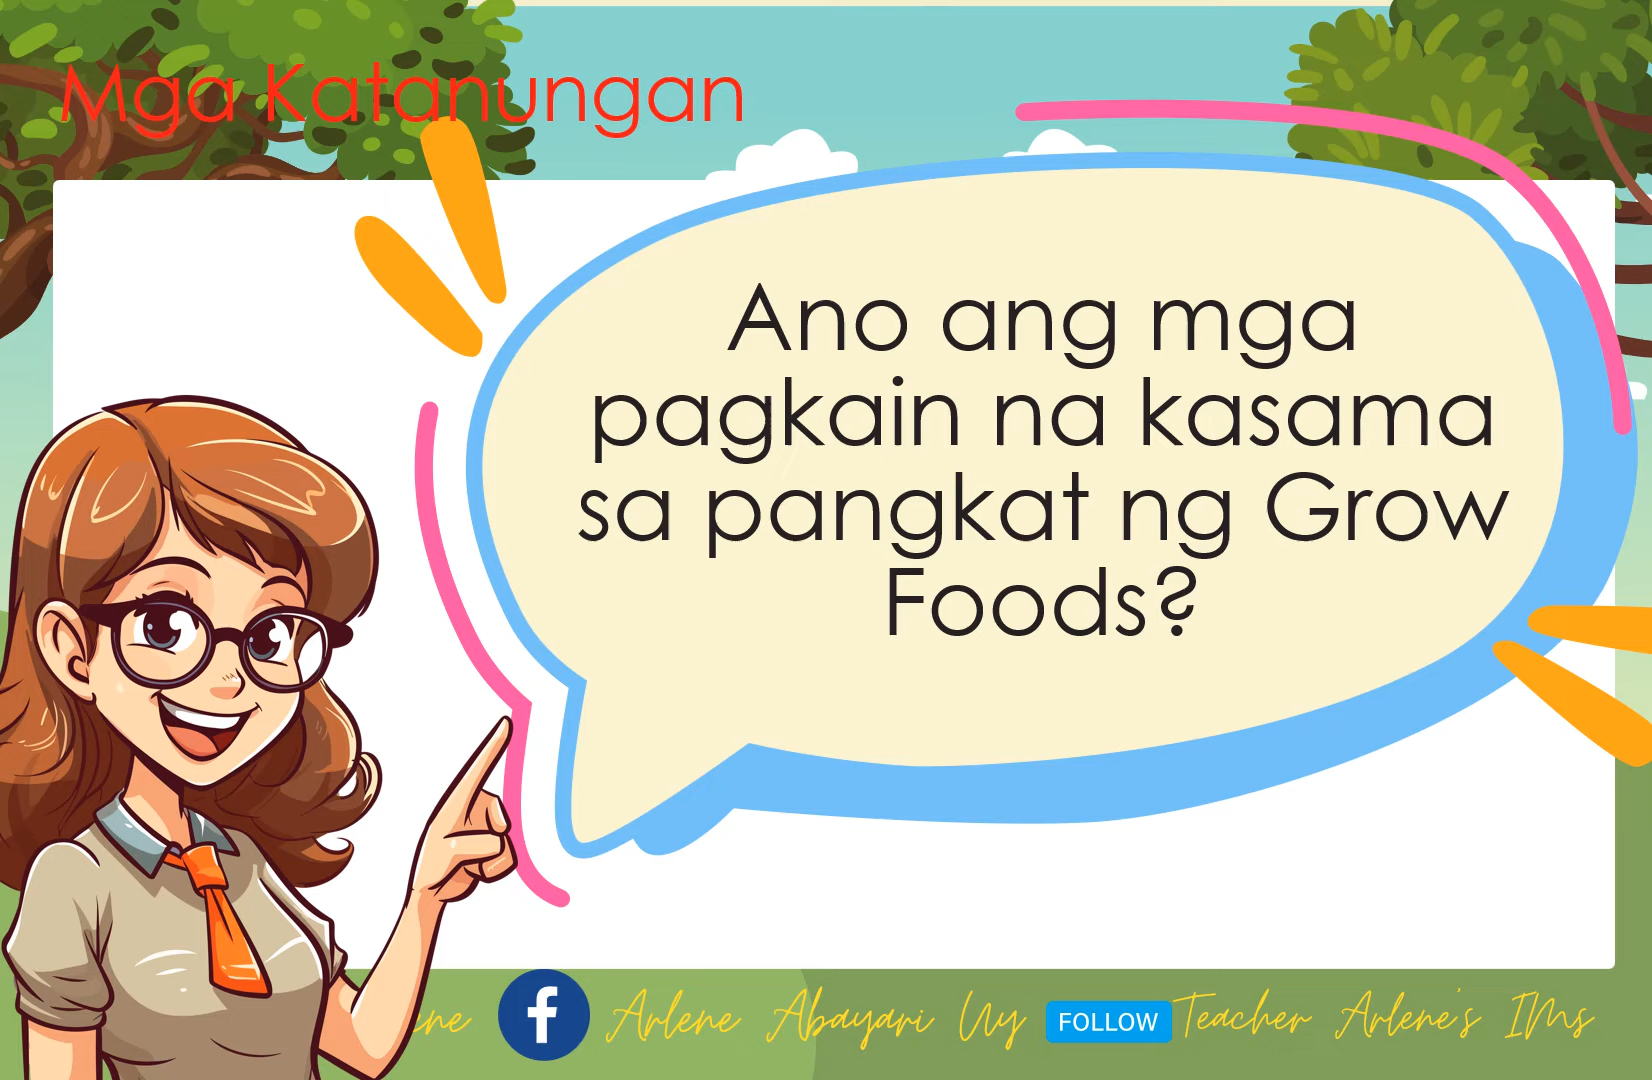 Mga Katanungan
Ano ang mga
pagkain na kasama
sa pangkat ng Grow
Foods?
Arlene Abayari Uy FOLLOW Teacher Arlene's IMs